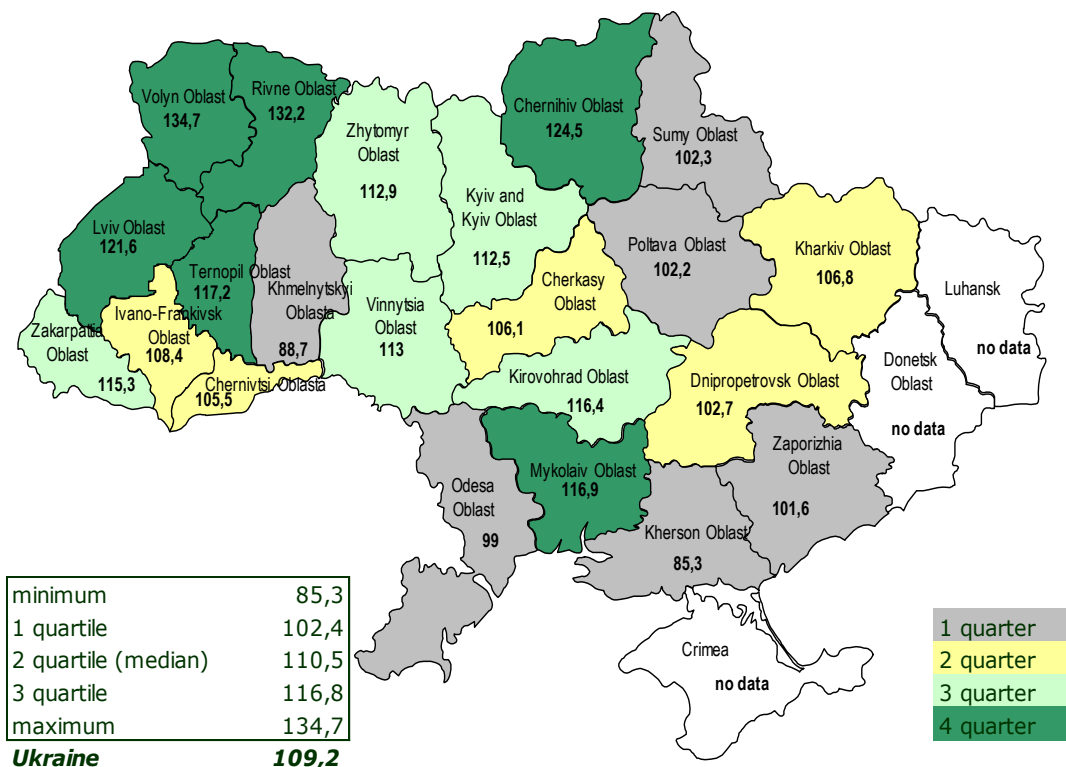 Volyn Oblast
134,7
Rivne Oblast
132,2
Zhytomyr
Oblast
112,9
Kyiv and
Kyiv Oblast
112,5
Chernihiv Oblast
124,5
Sumy Oblast
102,3
Lviv Oblast
121,6
Ternopil Oblast
117,2
Khmelnytskyi
Oblasta
88,7
Vinnytsia
Oblast
113
Cherkasy
Oblast
106,1
Poltava Oblast
102,2
Kharkiv Oblast
106,8
Luhansk
no data
Zakarpattia
Oblast
115,3
Ivano-Frankivsk
Oblast
108,4
Chernivtsi Oblasta
105,5
Kirovohrad Oblast
116,4
Dnipropetrovsk Oblast
102,7
Donetsk
Oblast
no data
Odesa
Oblast
99
Mykolaiv Oblast
116,9
Kherson Oblast
85,3
Zaporizhia
Oblast
101,6
Crimea
no data
minimum 85,3
1 quartile 102,4
2 quartile (median) 110,5
3 quartile 116,8
maximum 134,7
Ukraine 109,2
1 quarter
2 quarter
3 quarter
4 quarter